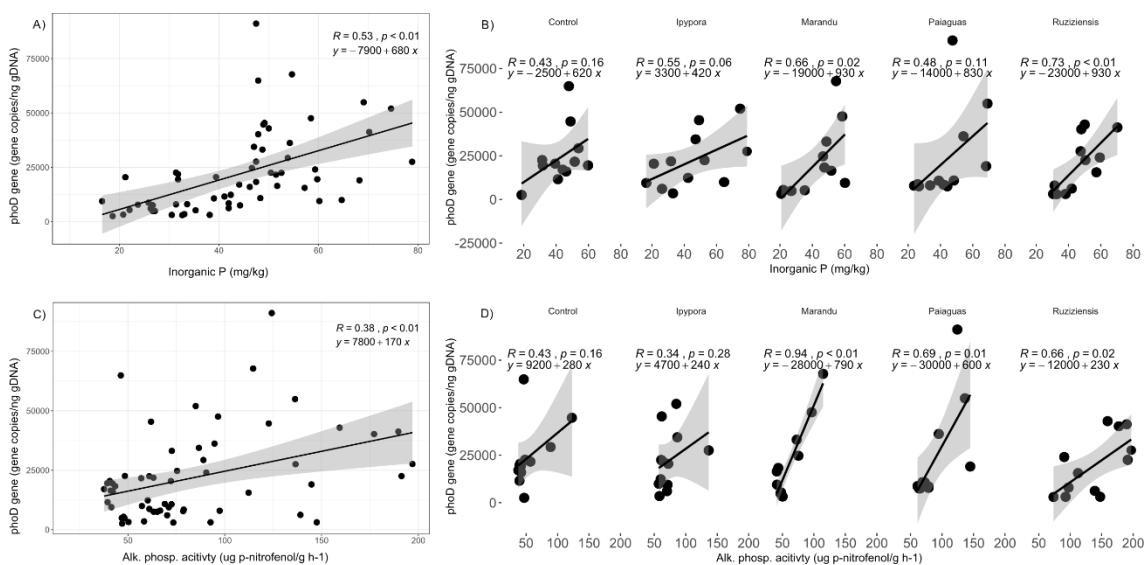 A)
R = 0.53 , p < 0.01
y = − 7900 + 680 x
phoD gene (gene copies/ng gDNA)
75000
50000
25000
0
20
40
60
80
Inorganic P (mg/kg)
B)
Control
Ipypora
Marandu
Paiaguas
Ruziziensis
R = 0.43 , p = 0.16
y = − 2500 + 620 x
R = 0.55 , p = 0.06
y = 3300 + 420 x
R = 0.66 , p = 0.02
y = − 19000 + 930 x
R = 0.48 , p = 0.11
y = − 14000 + 830 x
R = 0.73 , p < 0.01
y = − 23000 + 930 x
phoD gene (gene copies/ng gDNA)
75000
50000
25000
0
−25000
20 40 60 80
20 40 60 80
20 40 60 80
20 40 60 80
20 40 60 80
Inorganic P (mg/kg)
C)
R = 0.38 , p < 0.01
y = 7800 + 170 x
phoD gene (gene copies/ng gDNA)
75000
50000
25000
0
50
100
150
200
Alk. phosp. acitivty (ug p-nitrofenol/g h-1)
D)
Control
Ipypora
Marandu
Paiaguas
Ruziziensis
R = 0.43 , p = 0.16
y = 9200 + 280 x
R = 0.34 , p = 0.28
y = 4700 + 240 x
R = 0.94 , p < 0.01
y = − 28000 + 790 x
R = 0.69 , p = 0.01
y = − 30000 + 600 x
R = 0.66 , p = 0.02
y = − 12000 + 230 x
phoD gene (gene copies/ng gDNA)
75000
50000
25000
0
50 100 150 200
50 100 150 200
50 100 150 200
50 100 150 200
50 100 150 200
Alk. phosp. acitivty (ug p-nitrofenol/g h-1)